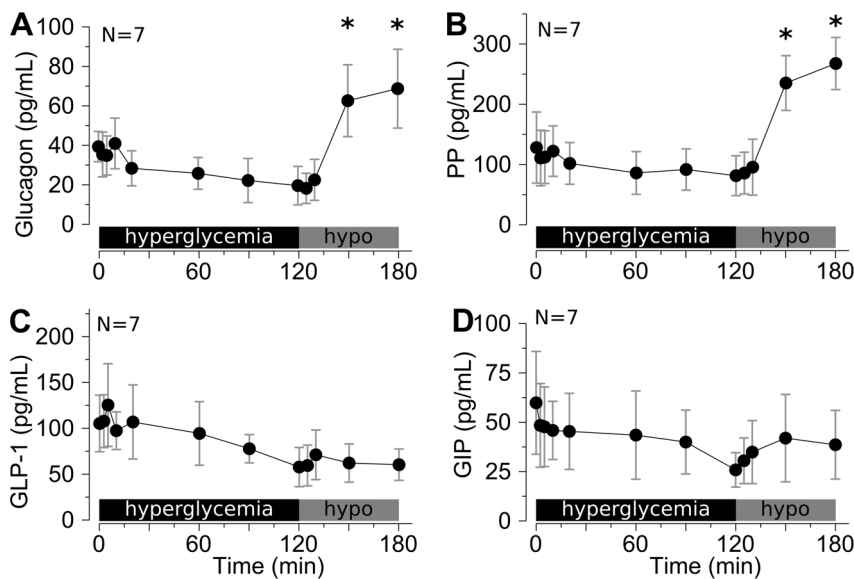 A
N=7
*
*
Glucagon (pg/mL)
100
80
60
40
20
0
hyperglycemia
hypo
0
60
120
180
B
N=7
*
*
PP (pg/mL)
300
200
100
0
hyperglycemia
hypo
0
60
120
180
C
N=7
GLP-1 (pg/mL)
200
150
100
50
0
hyperglycemia
hypo
0
60
120
180
Time (min)
D
N=7
GIP (pg/mL)
100
75
50
25
0
hyperglycemia
hypo
0
60
120
180
Time (min)